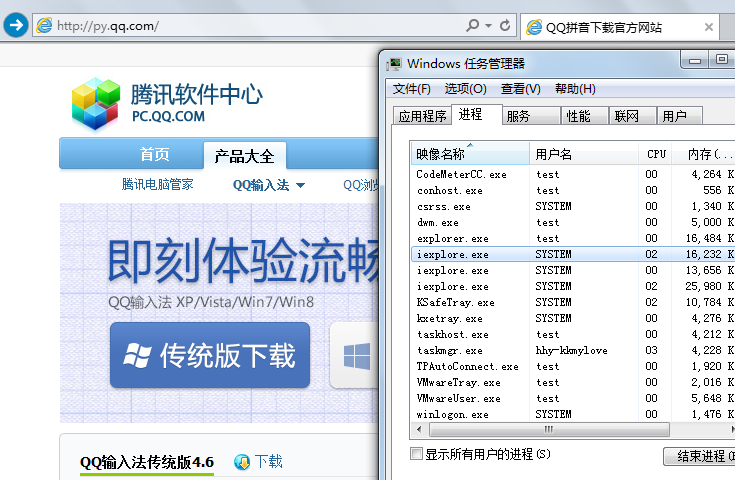 http://py.qq.com/
QQ拼音下载官方网站
腾讯软件中心
PC.QQ.COM
首页
产品大全
腾讯电脑管家
QQ输入法
QQ浏览
即刻体验流畅
QQ输入法 XP/Vista/Win7/Win8
传统版下载
QQ输入法传统版4.6
下载
Windows 任务管理器
文件(F) 选项(O) 查看(V) 帮助(H)
应用程序 进程 服务 性能 联网 用户
映像名称 用户名 CPU 内存(...
CodeMeterCC.exe test 00 4,264 K
conhost.exe test 00 556 K
csrss.exe SYSTEM 00 1,340 K
dwm.exe test 00 5,000 K
explorer.exe test 00 16,484 K
iexplore.exe SYSTEM 02 16,232 K
iexplore.exe SYSTEM 00 13,656 K
iexplore.exe SYSTEM 02 25,980 K
KSafeTray.exe SYSTEM 02 10,784 K
kxetray.exe SYSTEM 00 4,276 K
taskhost.exe test 00 4,212 K
taskmgr.exe hhy-kkmylove 03 4,228 K
TPAutoConnect.exe test 00 1,920 K
VMwareTray.exe test 00 2,016 K
VMwareUser.exe test 00 5,648 K
winlogon.exe SYSTEM 00 1,476 K
显示所有用户的进程(S)
结束进程(E